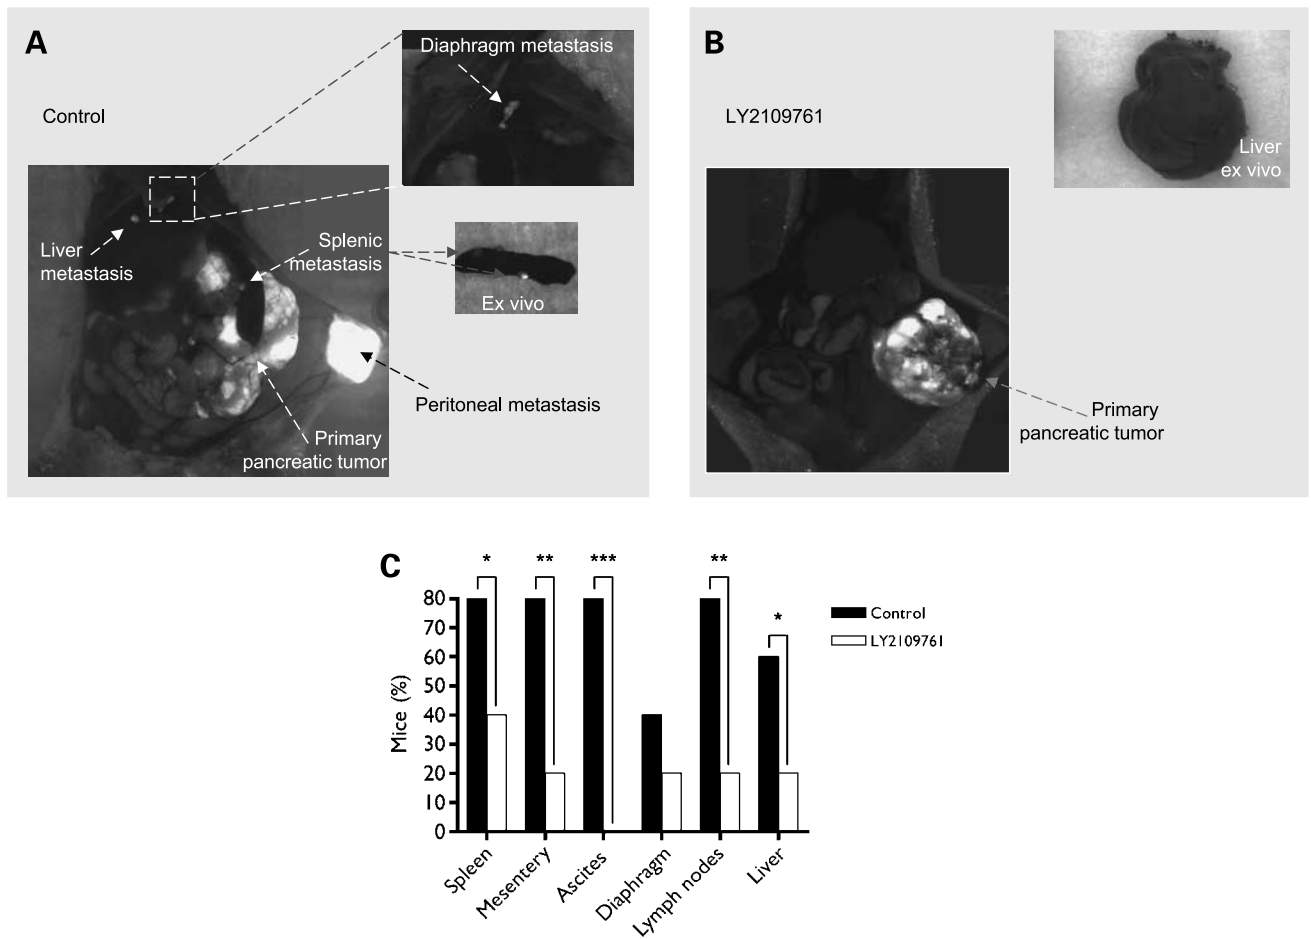 A
Control
Diaphragm metastasis
Liver
metastasis
Splenic
metastasis
Ex vivo
Peritoneal metastasis
Primary
pancreatic tumor
B
LY2109761
Liver
ex vivo
Primary
pancreatic tumor
C
* ** *** ** *
Mice (%)
80
70
60
50
40
30
20
10
0
Spleen
Mesentery
Ascites
Diaphragm
Lymph nodes
Liver
Control
LY2109761